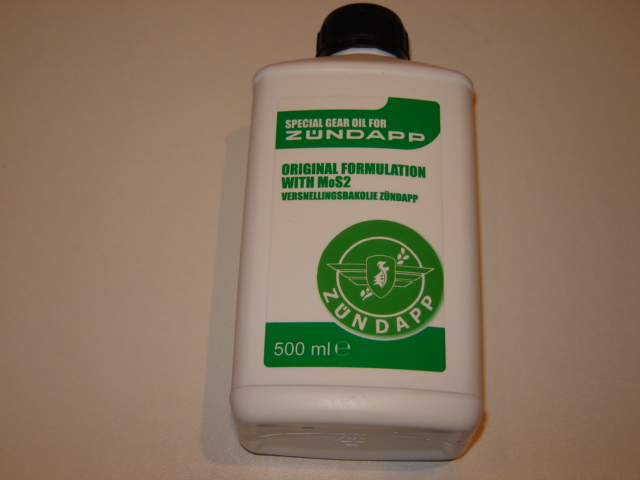 SPECIAL GEAR OIL FOR
ZÜNDAPP
ORIGINAL FORMULATION
WITH MoS2
VERSNELLINGSBAKOLIE ZÜNDAPP
ZÜNDAPP
500 ml ℮